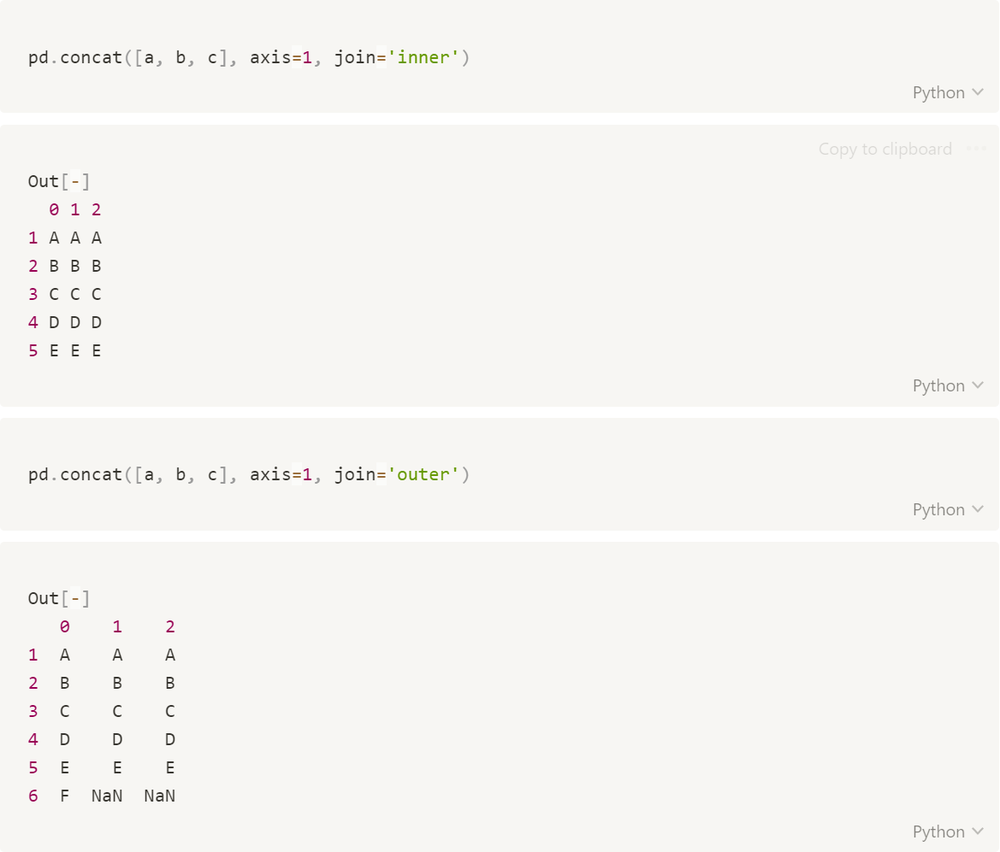 pd.concat([a, b, c], axis=1, join='inner')
Python
Copy to clipboard
Out[-]
0 1 2
1 A A A
2 B B B
3 C C C
4 D D D
5 E E E
Python
pd.concat([a, b, c], axis=1, join='outer')
Python
Out[-]
0 1 2
1 A A A
2 B B B
3 C C C
4 D D D
5 E E E
6 F NaN NaN
Python